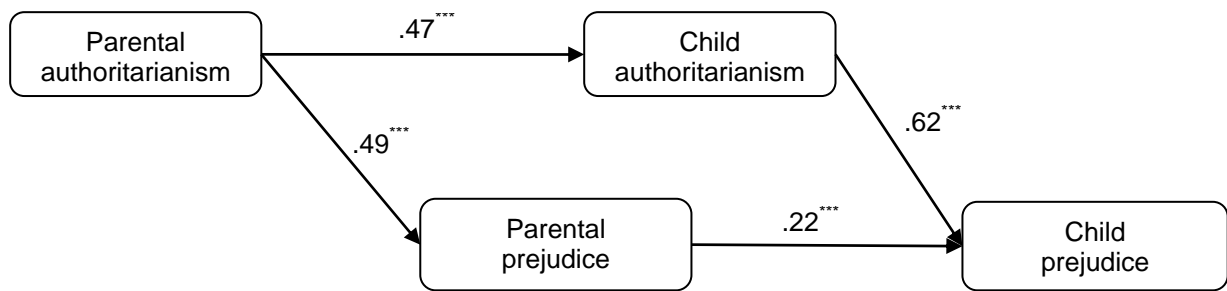 .47***
Parental
authoritarianism
Child
authoritarianism
.49***
.62***
Parental
prejudice
.22***
Child
prejudice